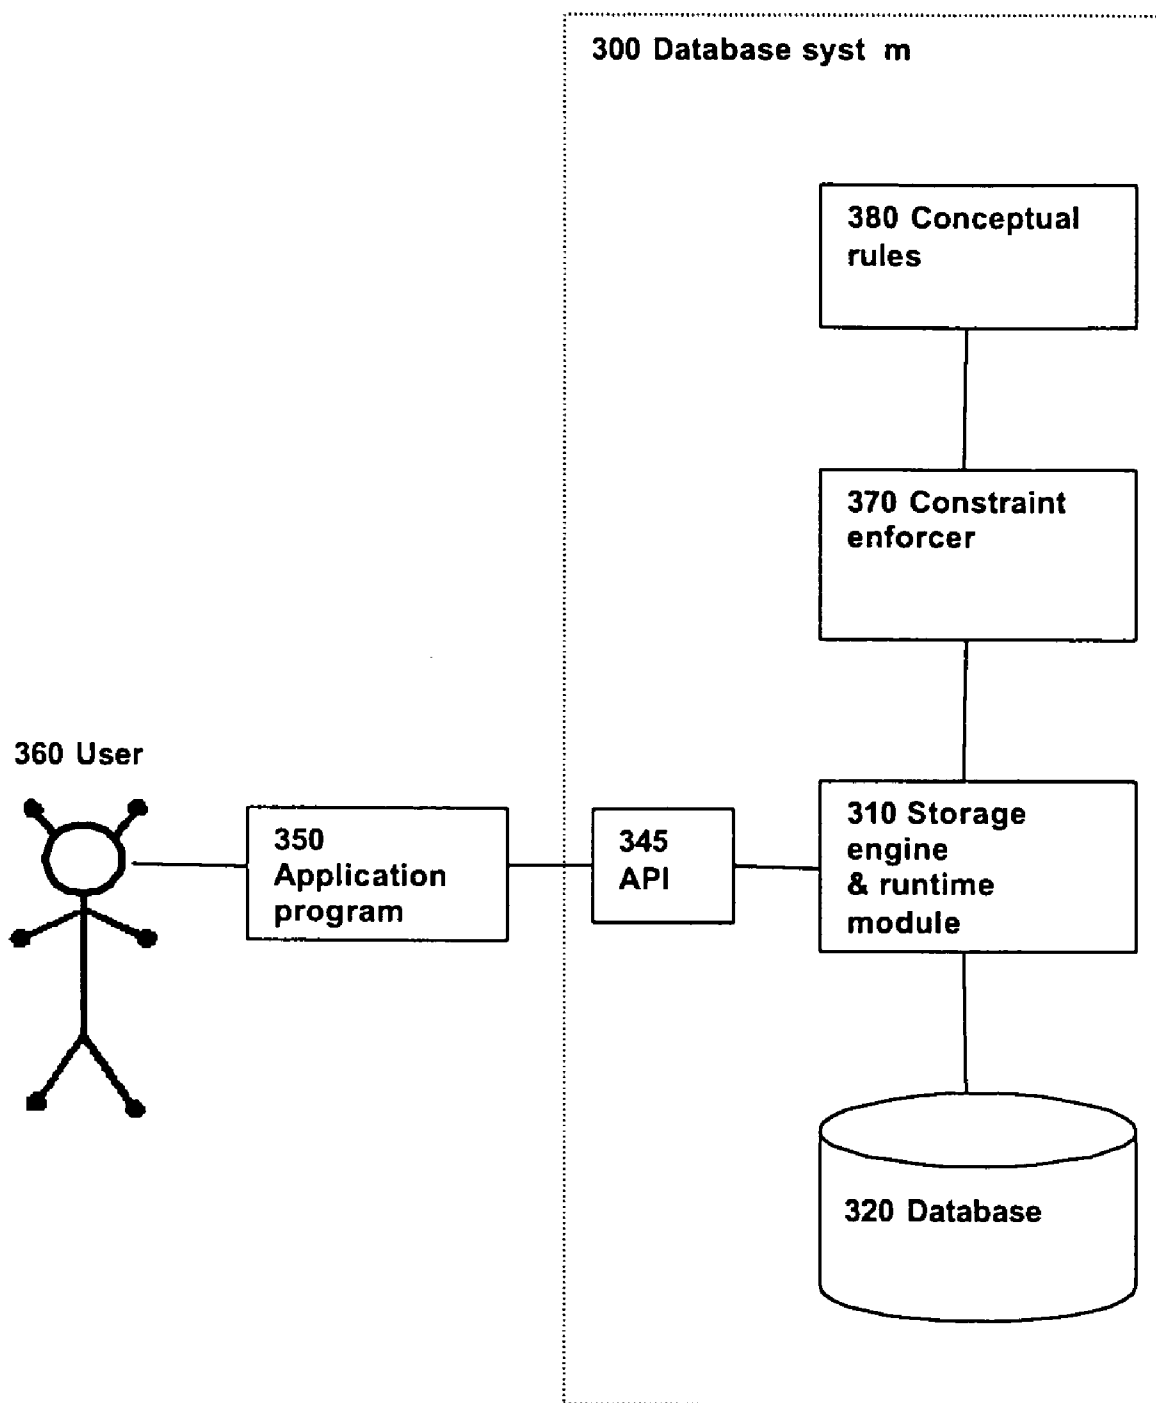 300 Database syst m
380 Conceptual
rules
370 Constraint
enforcer
360 User
350
Application
program
345
API
310 Storage
engine
& runtime
module
320 Database